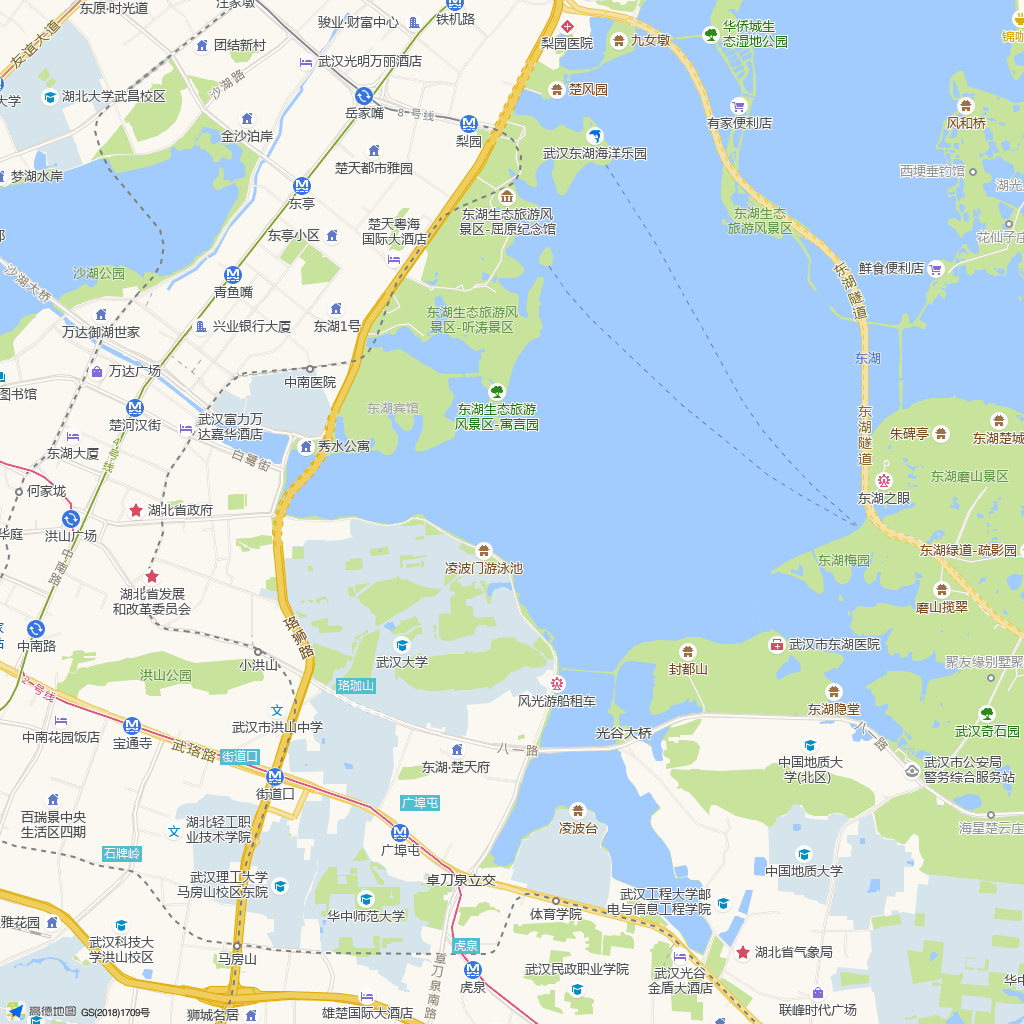 东原·时光道
汪家墩
骏业·财富中心
铁机路
梨园医院
九女墩
华侨城生
态湿地公园
锦
友谊大道
团结新村
武汉光明万丽酒店
沙湖路
湖北大学武昌校区
大学
岳家嘴
8号线
楚风园
有家便利店
风和桥
金沙泊岸
梨园
武汉东湖海洋乐园
楚天都市雅园
西埂垂钓馆
梦湖水岸
东亭
湖光
东湖生态旅游风
景区-屈原纪念馆
东湖生态
旅游风景区
花仙子庄
楚天粤海
国际大酒店
东亭小区
沙湖公园
沙湖大桥
青鱼嘴
鲜食便利店
东湖隧道
万达御湖世家
兴业银行大厦
东湖1号
东湖生态旅游风
景区-听涛景区
东湖
万达广场
中南医院
图书馆
东湖宾馆
东湖生态旅游
风景区-寓言园
楚河汉街
武汉富力万
达嘉华酒店
东湖隧道
朱碑亭
东湖楚城
4号线
东湖大厦
白鹭街
秀水公寓
东湖磨山景区
何家垅
湖北省政府
东湖之眼
洪山广场
华庭
中南路
凌波门游泳池
东湖梅园
东湖绿道-疏影园
湖北省发展
和改革委员会
磨山揽翠
珞狮路
中南路
小洪山
武汉大学
封都山
武汉市东湖医院
聚友缘别墅聚
洪山公园
2号线
珞珈山
风光游船租车
东湖隐堂
武汉市洪山中学
中南花园饭店
宝通寺
武珞路
街道口
八一路
光谷大桥
八一路
武汉奇石园
东湖·楚天府
中国地质大
学(北区)
武汉市公安局
警务综合服务站
街道口
广埠屯
百瑞景中央
生活区四期
湖北轻工职
业技术学院
凌波台
海星楚云庄
广埠屯
石牌岭
中国地质大学
武汉理工大学
马房山校区东院
卓刀泉立交
武汉工程大学邮
电与信息工程学院
华中师范大学
体育学院
雅花园
武汉科技大
学洪山校区
马房山
虎泉
湖北省气象局
卓刀泉南路
虎泉
武汉民政职业学院
武汉光谷
金盾大酒店
华中
高德地图
GS(2018)1709号
狮城名居
雄楚国际大酒店
联峰时代广场